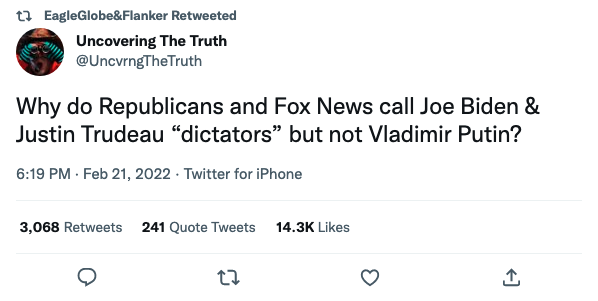 EagleGlobe&Flanker Retweeted
Uncovering The Truth
@UncvrngTheTruth
Why do Republicans and Fox News call Joe Biden &
Justin Trudeau “dictators” but not Vladimir Putin?
6:19 PM · Feb 21, 2022 · Twitter for iPhone
3,068 Retweets 241 Quote Tweets 14.3K Likes